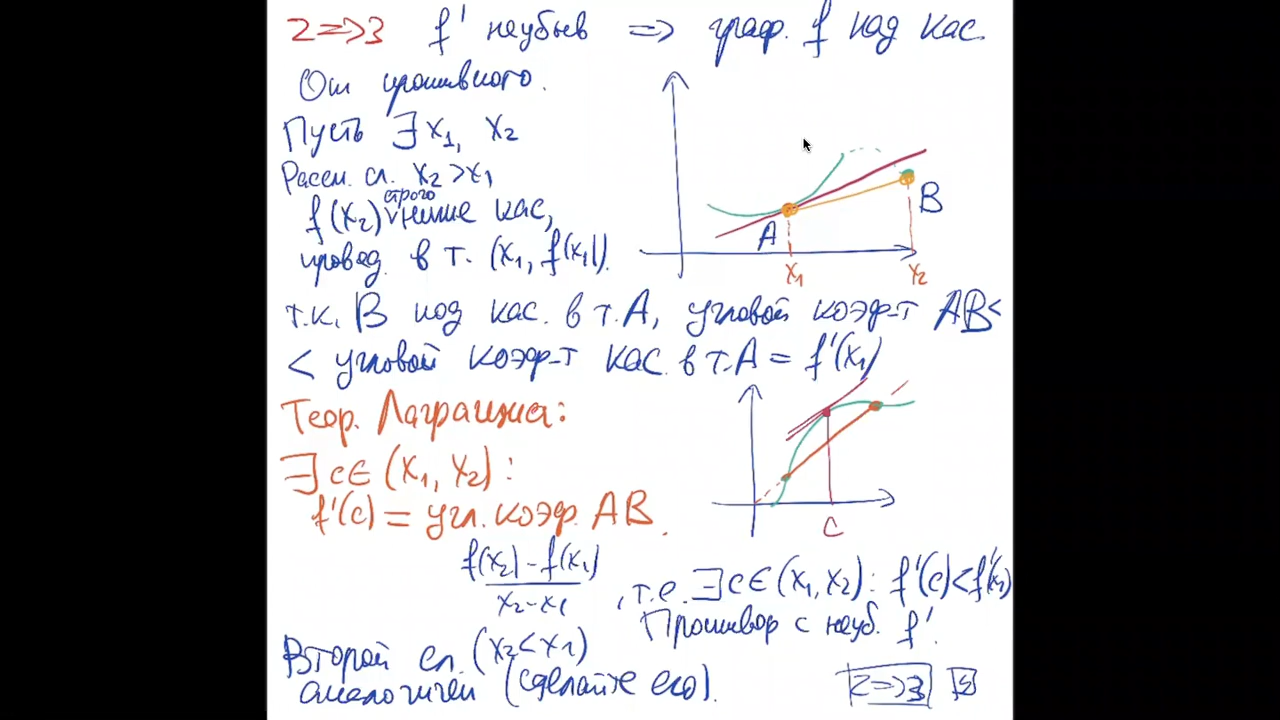 2 => 3 f' неубыв => граф. f над кас.
От противного.
Пусть ∃ x₁, x₂
Рассм. сл. x₂ > x₁
строго
f(x₂) ниже кас,
провед. в т. (x₁, f(x₁)).
A
B
x₁
x₂
т.к. B под кас. в т. A, угловой коэф-т AB <
< угловой коэф-т кас. в т. A = f'(x₁)
Теор. Лагранжа:
∃ c ∈ (x₁, x₂):
f'(c) = угл. коэф. AB.
c
f(x₂) - f(x₁)
x₂ - x₁
, т.е. ∃ c ∈ (x₁, x₂): f'(c) < f'(x₁)
Противор с неуб. f'.
Второй сл. (x₂ < x₁)
аналогичен (сделайте его).
2 => 3